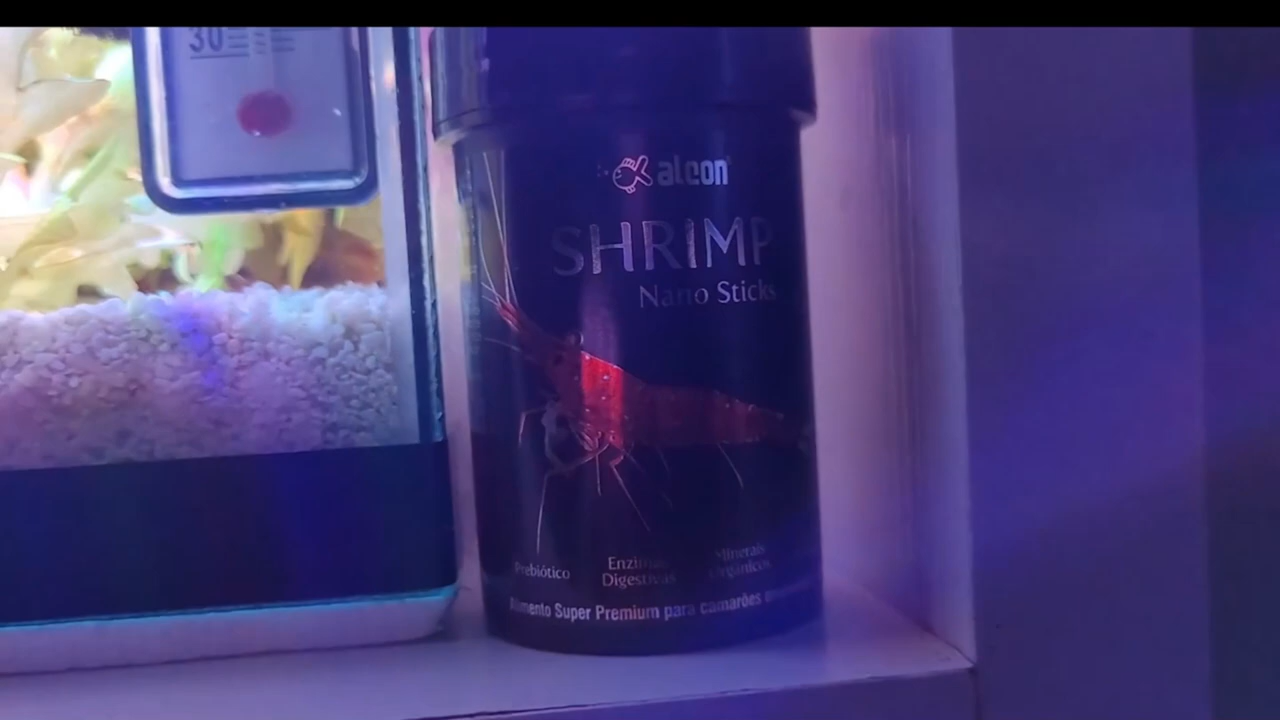 30
alcon
SHRIMP
Nano Sticks
Prebiótico
Enzimas
Digestivas
Minerais
Orgânicos
Alimento Super Premium para camarões